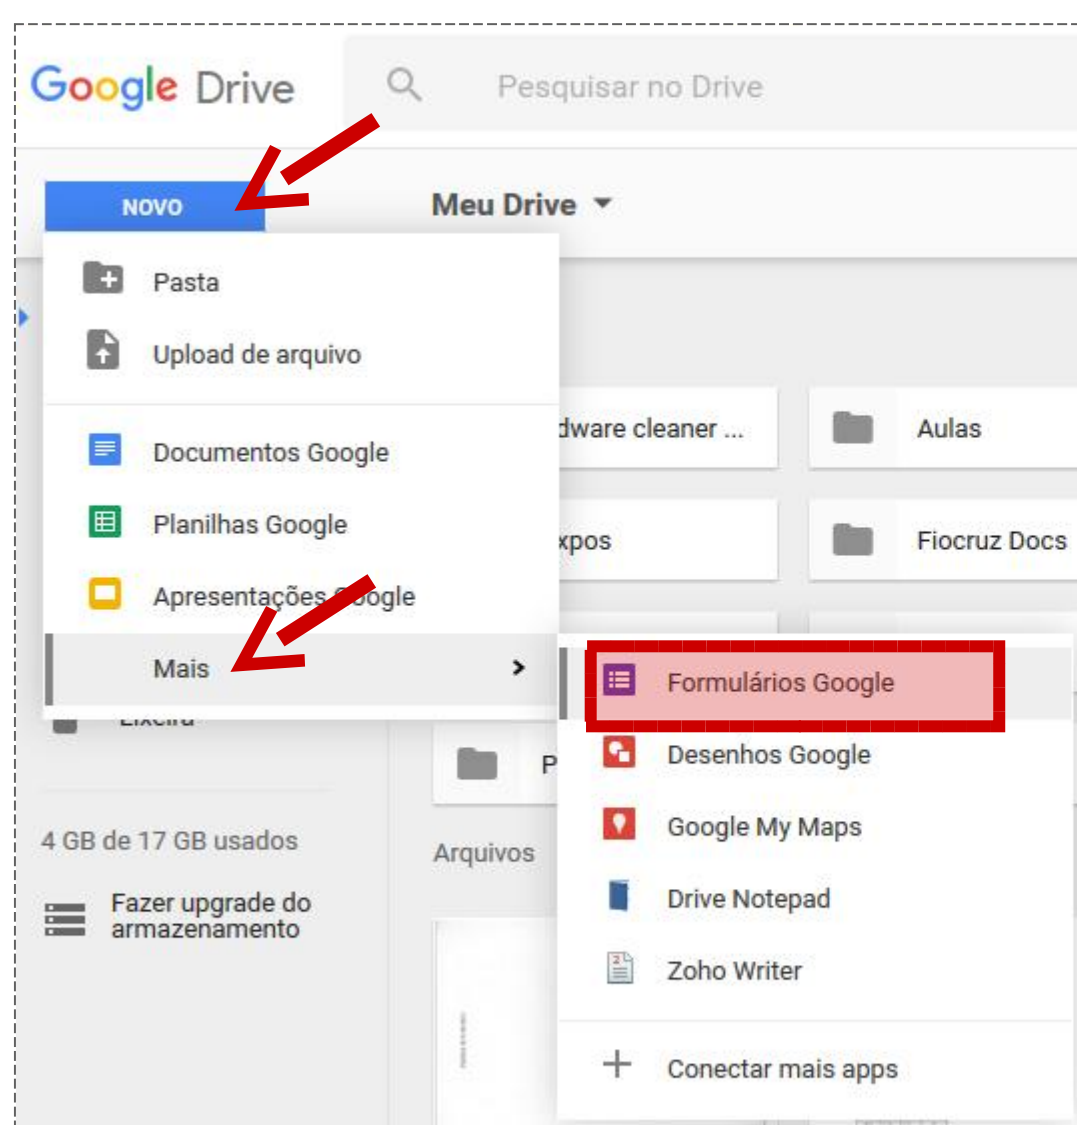 Google Drive
Pesquisar no Drive
NOVO
Meu Drive
Pasta
Upload de arquivo
Documentos Google
Planilhas Google
Apresentações Google
Mais
dware cleaner ...
Aulas
xpos
Fiocruz Docs
Formulários Google
Desenhos Google
Google My Maps
Drive Notepad
Zoho Writer
Conectar mais apps
Lixeira
P
4 GB de 17 GB usados
Fazer upgrade do
armazenamento
Arquivos